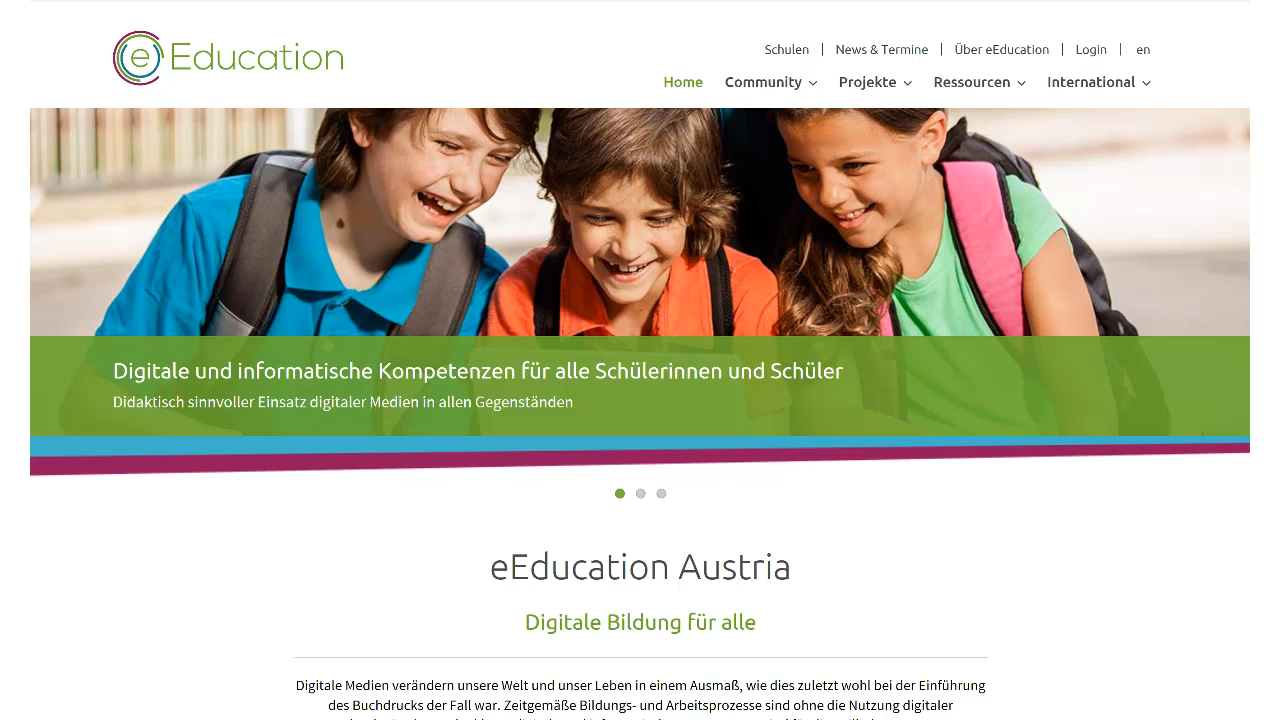 e Education
Schulen | News & Termine | Über eEducation | Login | en
Home Community Projekte Ressourcen International
Digitale und informatische Kompetenzen für alle Schülerinnen und Schüler
Didaktisch sinnvoller Einsatz digitaler Medien in allen Gegenständen
eEducation Austria
Digitale Bildung für alle
Digitale Medien verändern unsere Welt und unser Leben in einem Ausmaß, wie dies zuletzt wohl bei der Einführung
des Buchdrucks der Fall war. Zeitgemäße Bildungs- und Arbeitsprozesse sind ohne die Nutzung digitaler